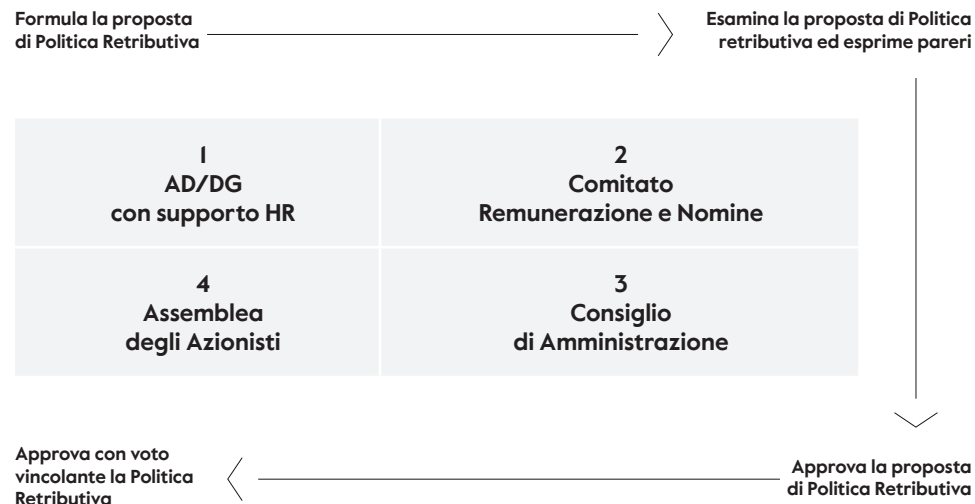 Formula la proposta
di Politica Retributiva
Esamina la proposta di Politica
retributiva ed esprime pareri
1
AD/DG
con supporto HR
2
Comitato
Remunerazione e Nomine
4
Assemblea
degli Azionisti
3
Consiglio
di Amministrazione
Approva con voto
vincolante la Politica
Retributiva
Approva la proposta
di Politica Retributiva